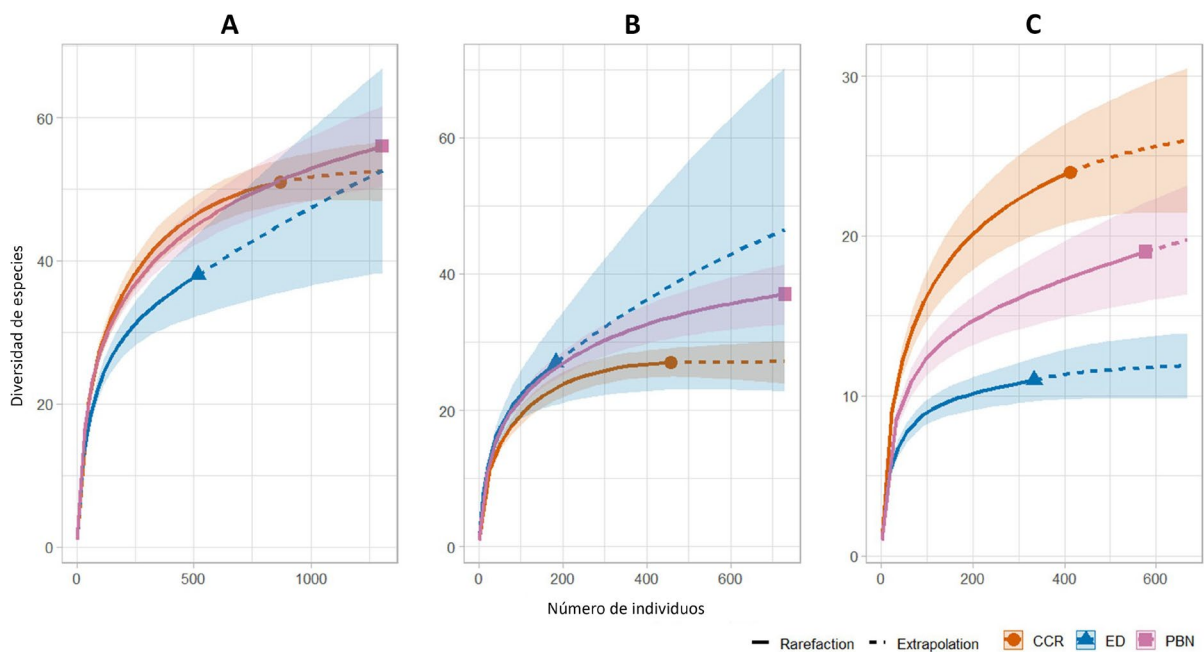 A B C
Diversidad de especies
60
40
20
0
0 500 1000
60
40
20
0
0 200 400 600
30
20
10
0
0 200 400 600
Número de individuos
Rarefaction Extrapolation CCR ED PBN